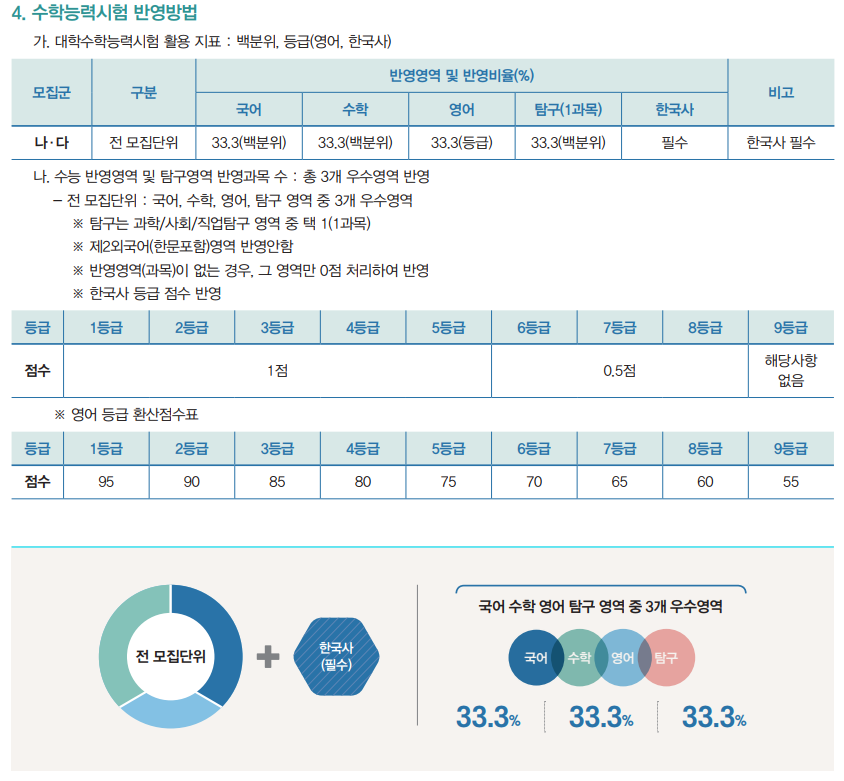 4. 수학능력시험 반영방법
가. 대학수학능력시험 활용 지표 : 백분위, 등급(영어, 한국사)
모집군 구분 반영영역 및 반영비율(%) 비고
국어 수학 영어 탐구(1과목) 한국사
나·다 전 모집단위 33.3(백분위) 33.3(백분위) 33.3(등급) 33.3(백분위) 필수 한국사 필수
나. 수능 반영영역 및 탐구영역 반영과목 수 : 총 3개 우수영역 반영
– 전 모집단위 : 국어, 수학, 영어, 탐구 영역 중 3개 우수영역
※ 탐구는 과학/사회/직업탐구 영역 중 택 1(1과목)
※ 제2외국어(한문포함)영역 반영안함
※ 반영영역(과목)이 없는 경우, 그 영역만 0점 처리하여 반영
※ 한국사 등급 점수 반영
등급 1등급 2등급 3등급 4등급 5등급 6등급 7등급 8등급 9등급
점수 1점 0.5점 해당사항
없음
※ 영어 등급 환산점수표
등급 1등급 2등급 3등급 4등급 5등급 6등급 7등급 8등급 9등급
점수 95 90 85 80 75 70 65 60 55
전 모집단위
한국사
(필수)
국어 수학 영어 탐구 영역 중 3개 우수영역
국어 수학 영어 탐구
33.3% 33.3% 33.3%